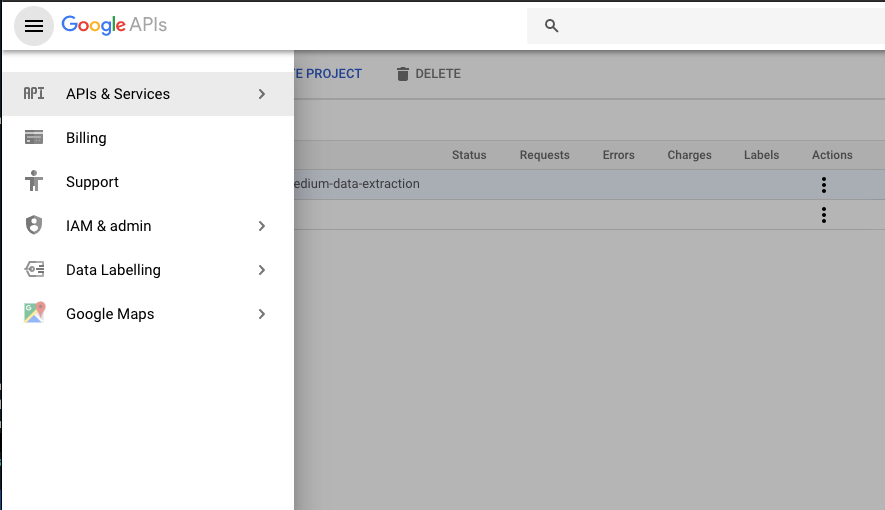 Google APIs
API APIs & Services
Billing
Support
IAM & admin
Data Labelling
Google Maps
PROJECT DELETE
Status Requests Errors Charges Labels Actions
edium-data-extraction